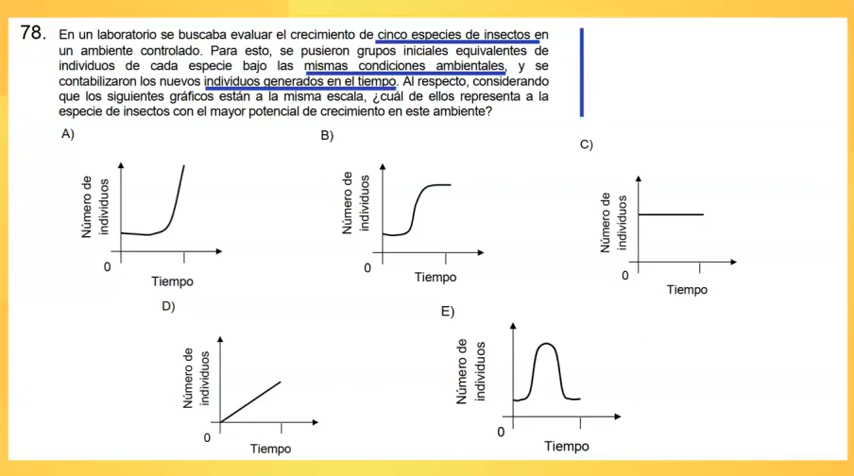 78. En un laboratorio se buscaba evaluar el crecimiento de cinco especies de insectos en
un ambiente controlado. Para esto, se pusieron grupos iniciales equivalentes de
individuos de cada especie bajo las mismas condiciones ambientales, y se
contabilizaron los nuevos individuos generados en el tiempo. Al respecto, considerando
que los siguientes gráficos están a la misma escala, ¿cuál de ellos representa a la
especie de insectos con el mayor potencial de crecimiento en este ambiente?
A)
Número de
individuos
0
Tiempo
B)
Número de
individuos
0
Tiempo
C)
Número de
individuos
0
Tiempo
D)
Número de
individuos
0
Tiempo
E)
Número de
individuos
0
Tiempo